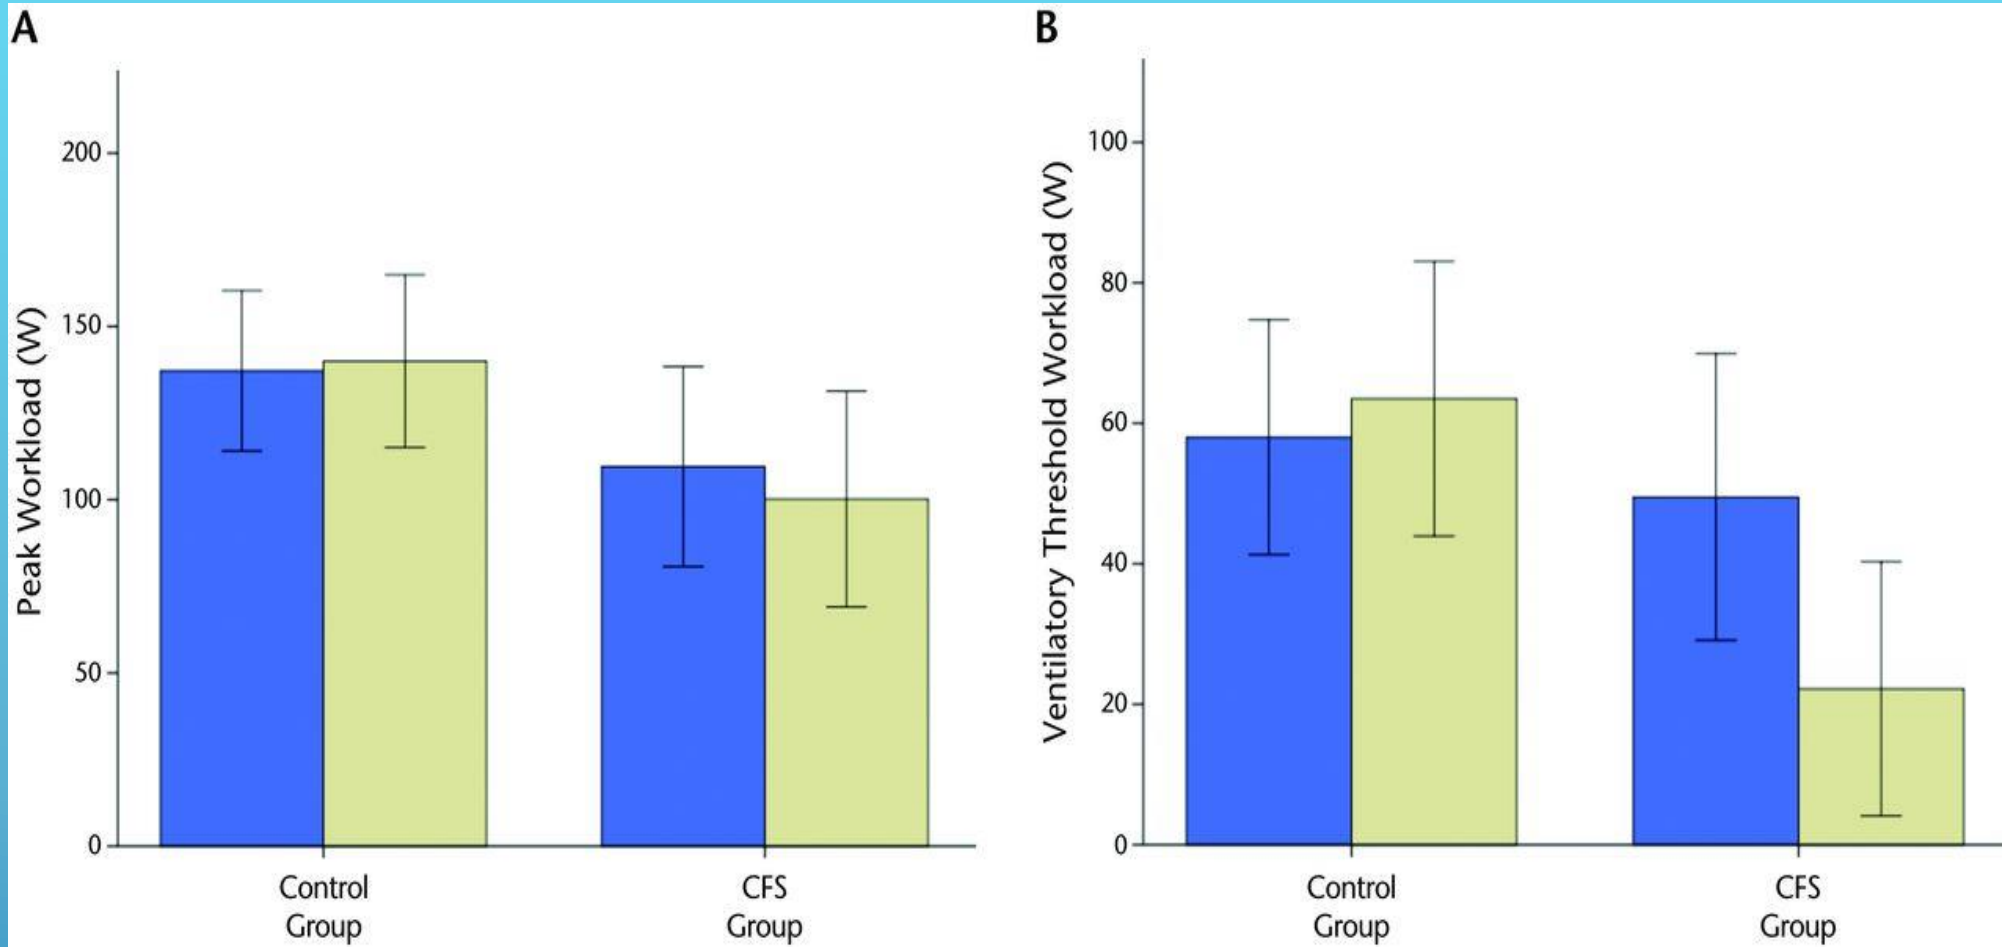 A
Peak Workload (W)
200
150
100
50
0
Control
Group
CFS
Group
B
Ventilatory Threshold Workload (W)
100
80
60
40
20
0
Control
Group
CFS
Group